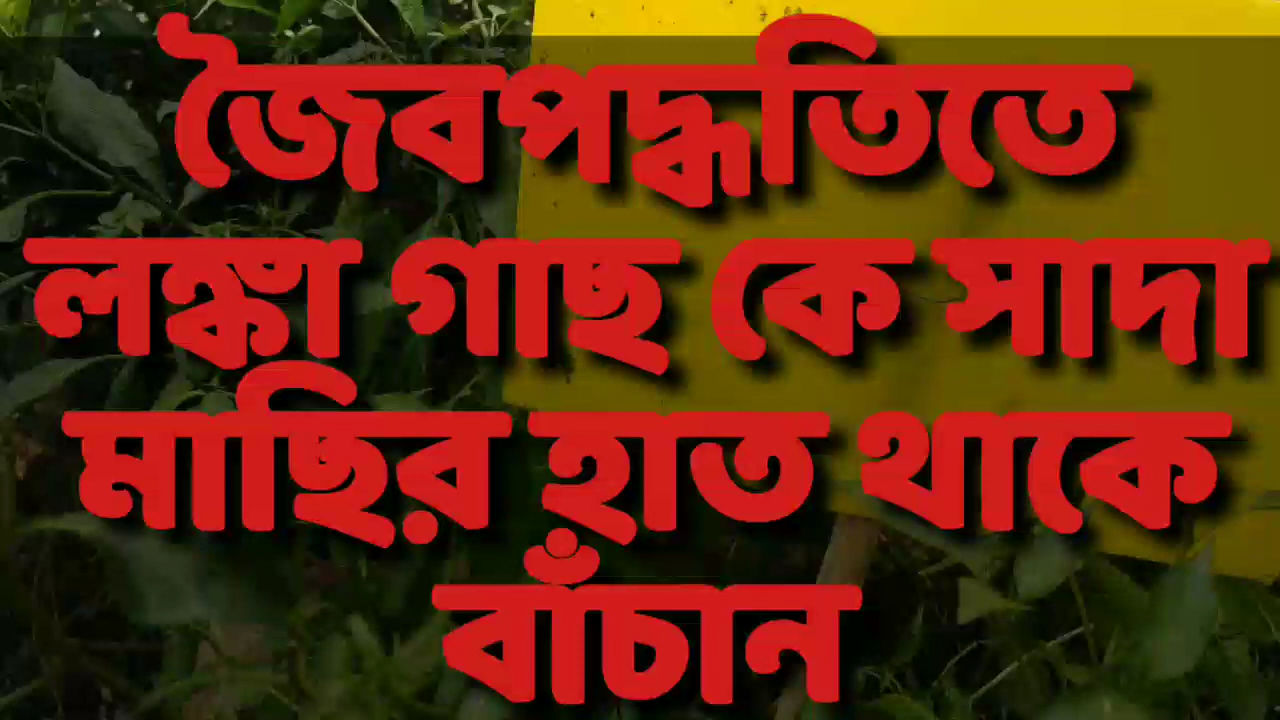 জৈবপদ্ধতিতে
লঙ্কা গাছ কে সাদা
মাছির হাত থাকে
বাঁচান